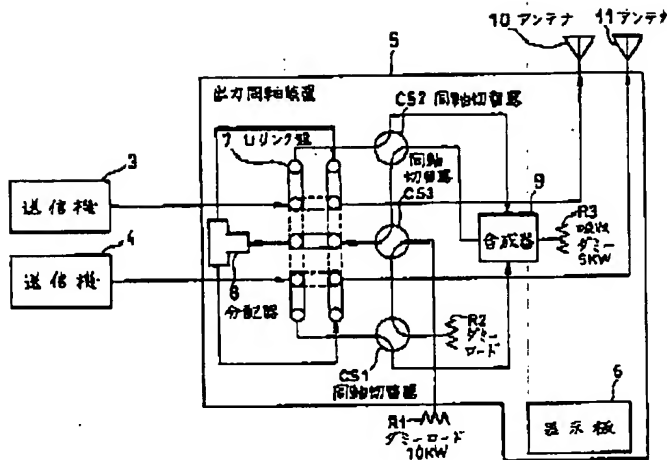 10 アンテナ
11 アンテナ
5
出力同軸装置
CS2 同軸切替器
7 Uリンク盤
同軸
切替器
CS3
3
送信機
4
送信機
8
分配器
9
合成器
R3
吸収
ダミー
5KW
R2
ダミー
ロード
CS1
同軸切替器
R1
ダミーロード
10KW
6
表示板